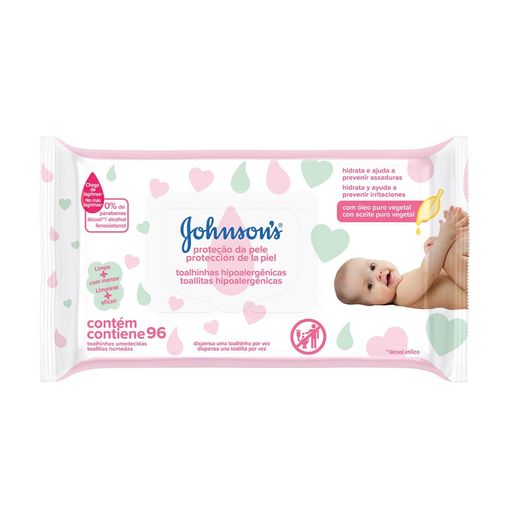 Chega
de
lágrimas*
No más
lágrimas*
0% de
parabenos
álcool**/ alcohol
fenoxietanol
Limpa
+
com menos
Limpieza
+
eficas
contém
contiene 96
toalhinhas umedecidas
toallitas húmedas
Johnson's®
proteção da pele
protección de la piel
toalhinhas hipoalergênicas
toallitas hipoalergénicas
dispensa uma toalhinha por vez
dispensa una toallita por vez
hidrata e ajuda a
prevenir assaduras
hidrata y ayuda a
prevenir irritaciones
com óleo puro vegetal
con aceite puro vegetal
**álcool etílico